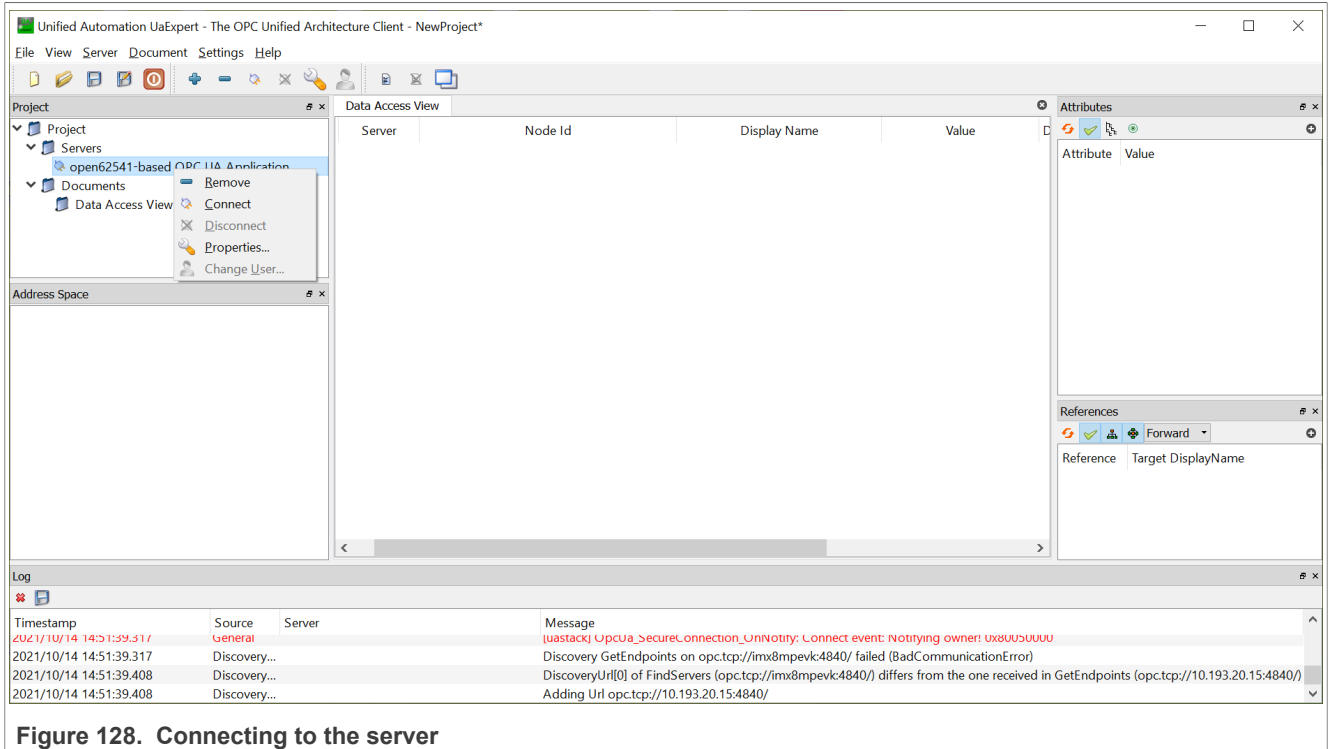 Unified Automation UaExpert - The OPC Unified Architecture Client - NewProject*
File View Server Document Settings Help
Project
Project
Servers
open62541-based OPC UA Application
Documents
Data Access View
Remove
Connect
Disconnect
Properties...
Change User...
Address Space
Data Access View
Server Node Id Display Name Value D
Attributes
Attribute Value
References
Forward
Reference Target DisplayName
Log
Timestamp Source Server Message
2021/10/14 14:51:39.317 General [uastack] OpcUa_SecureConnection_OnNotify: Connect event: Notifying owner! 0x80050000
2021/10/14 14:51:39.317 Discovery... Discovery GetEndpoints on opc.tcp://imx8mpevk:4840/ failed (BadCommunicationError)
2021/10/14 14:51:39.408 Discovery... DiscoveryUrl[0] of FindServers (opc.tcp://imx8mpevk:4840/) differs from the one received in GetEndpoints (opc.tcp://10.193.20.15:4840/)
2021/10/14 14:51:39.408 Discovery... Adding Url opc.tcp://10.193.20.15:4840/
Figure 128. Connecting to the server